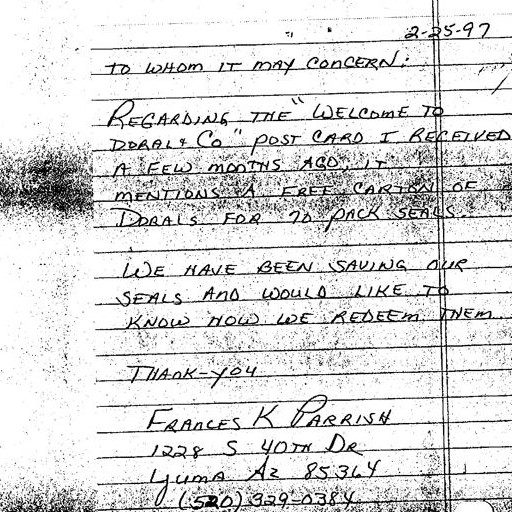 2-25-97
TO WHOM IT MAY CONCERN:
REGARDING THE "WELCOME TO
DORAL & CO" POST CARD I RECEIVED
A FEW MONTHS AGO, IT
MENTIONS A FREE CARTON OF
DORALS FOR 70 PACK SEALS.
WE HAVE BEEN SAVING OUR
SEALS AND WOULD LIKE TO
KNOW HOW WE REDEEM THEM
THANK-YOU
FRANCES K PARRISH
1228 S 40TH DR
YUMA AZ 85364
(520) 329-0384